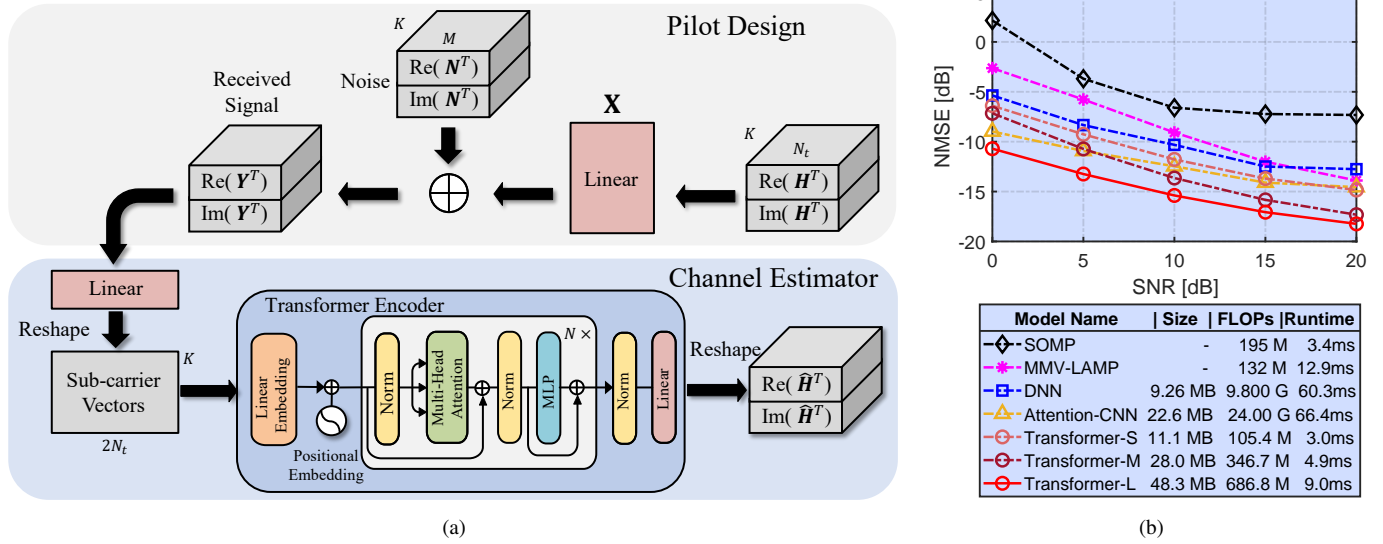 Pilot Design
K
M
Re( N^T)
Im( N^T)
Noise
Received
Signal
Re( Y^T)
Im( Y^T)
X
Linear
K
N_t
Re( H^T)
Im( H^T)
Channel Estimator
Linear
Reshape
K
Sub-carrier
Vectors
2N_t
Transformer Encoder
Linear
Embedding
Positional
Embedding
N ×
Norm
Multi-Head
Attention
Norm
MLP
Norm
Linear
Reshape
Re( Ĥ^T)
Im( Ĥ^T)
(a)
NMSE [dB]
0
-5
-10
-15
-20
0 5 10 15 20
SNR [dB]
Model Name | Size | FLOPs |Runtime
SOMP - 195 M 3.4ms
MMV-LAMP - 132 M 12.9ms
DNN 9.26 MB 9.800 G 60.3ms
Attention-CNN 22.6 MB 24.00 G 66.4ms
Transformer-S 11.1 MB 105.4 M 3.0ms
Transformer-M 28.0 MB 346.7 M 4.9ms
Transformer-L 48.3 MB 686.8 M 9.0ms
(b)